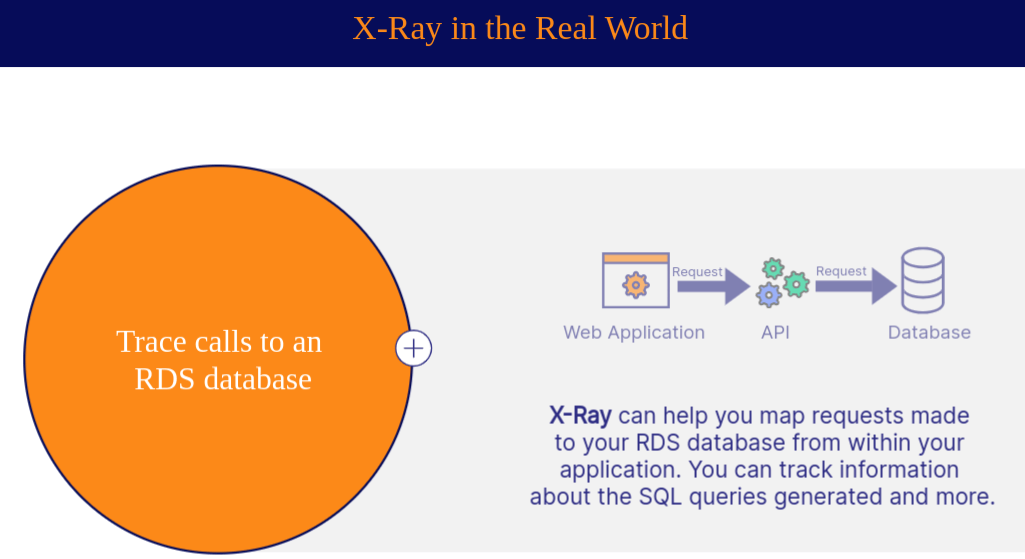 X-Ray in the Real World
Trace calls to an
RDS database
Request
Request
Web Application
API
Database
X-Ray can help you map requests made
to your RDS database from within your
application. You can track information
about the SQL queries generated and more.